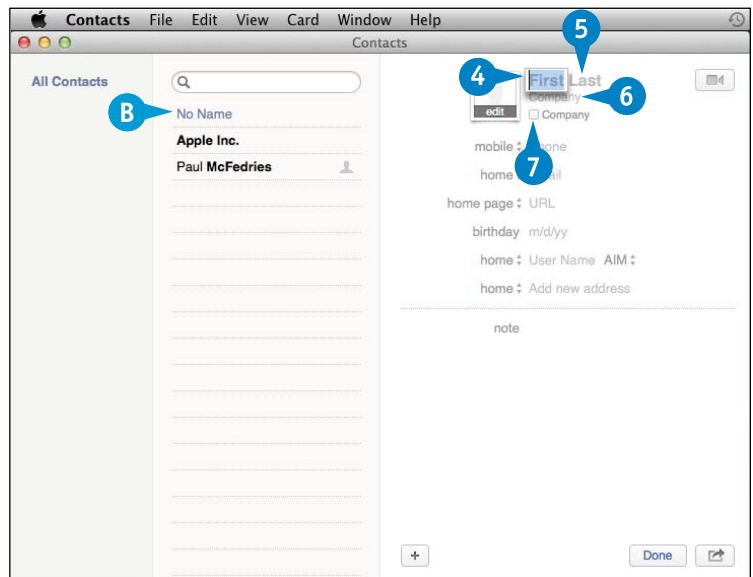 Contacts File Edit View Card Window Help
Contacts
5
All Contacts
4
First Last
Company
6
B
No Name
edit
Company
Apple Inc.
7
Paul McFedries
mobile
home
home page URL
birthday m/d/yy
home User Name AIM
home Add new address
note
+
Done